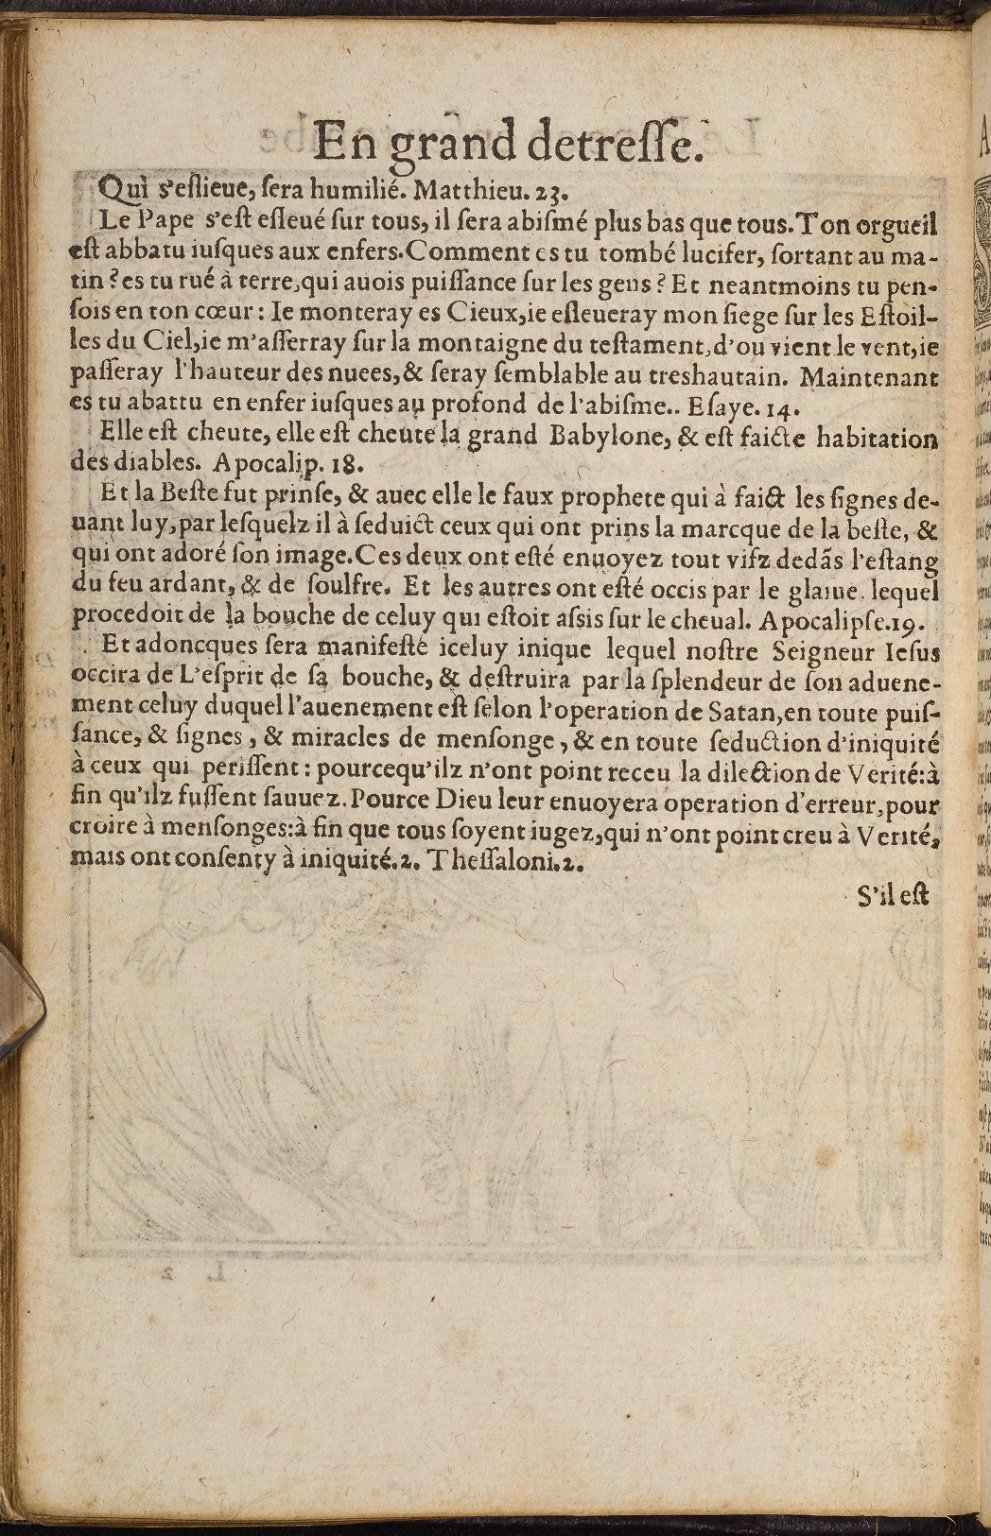 En grand detreſſe.
Qui s'eſlieue, ſera humilié. Matthieu. 23.
Le Pape s'eſt eſleué ſur tous, il ſera abiſmé plus bas que tous. Ton orgueil
eſt abbatu iuſques aux enfers. Comment es tu tombé lucifer, ſortant au ma-
tin? es tu rué à terre, qui auois puiſſance ſur les gens? Et neantmoins tu pen-
ſois en ton cœur: Ie monteray es Cieux, ie eſleueray mon ſiege ſur les Eſtoil-
les du Ciel, ie m'aſſerray ſur la montaigne du teſtament, d'ou vient le vent, ie
paſſeray l'hauteur des nuees, & ſeray ſemblable au treshautain. Maintenant
es tu abattu en enfer iuſques au profond de l'abiſme.. Eſaye. 14.
Elle eſt cheute, elle eſt cheute la grand Babylone, & eſt faicte habitation
des diables. Apocalip. 18.
Et la Beſte fut prinſe, & auec elle le faux prophete qui à faict les ſignes de-
uant luy, par leſquelz il à ſeduict ceux qui ont prins la marcque de la beſte, &
qui ont adoré ſon image. Ces deux ont eſté enuoyez tout vifz dedãs l'eſtang
du feu ardant, & de ſoulfre. Et les autres ont eſté occis par le glaiue. lequel
procedoit de la bouche de celuy qui eſtoit aſsis ſur le cheual. Apocalipſe. 19.
Et adoncques ſera manifeſté iceluy inique lequel noſtre Seigneur Ieſus
occira de L'eſprit de ſa bouche, & deſtruira par la ſplendeur de ſon aduene-
ment celuy duquel l'auenement eſt ſelon l'operation de Satan, en toute puiſ-
ſance, & ſignes, & miracles de menſonge, & en toute ſeduction d'iniquité
à ceux qui periſſent: pourcequ'ilz n'ont point receu la dilection de Verité: à
fin qu'ilz fuſſent ſauuez. Pource Dieu leur enuoyera operation d'erreur, pour
croire à menſonges: à fin que tous ſoyent iugez, qui n'ont point creu à Verité,
mais ont conſenty à iniquité. 2. Theſſaloni. 2.
S'il eſt